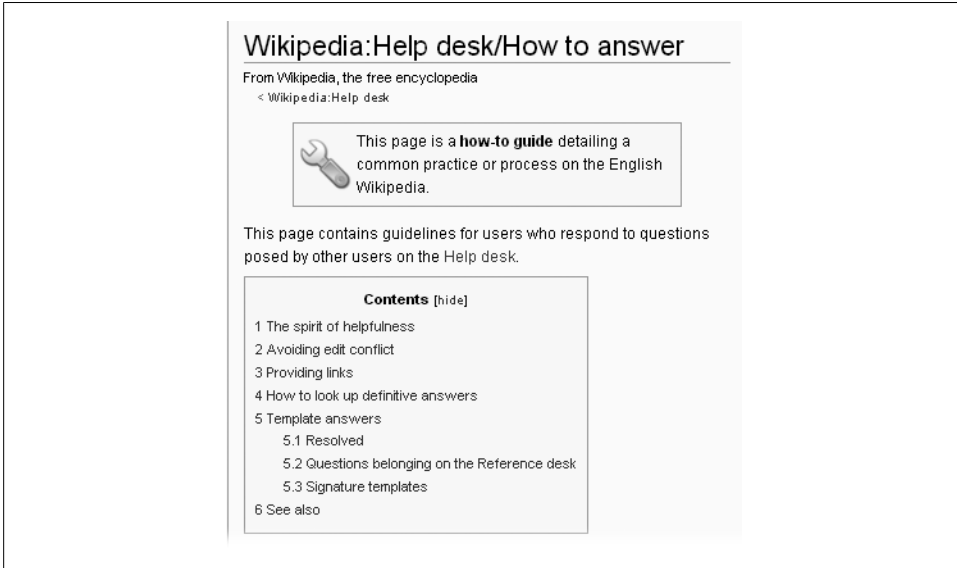 Wikipedia:Help desk/How to answer
From Wikipedia, the free encyclopedia
< Wikipedia:Help desk
This page is a how-to guide detailing a
common practice or process on the English
Wikipedia.
This page contains guidelines for users who respond to questions
posed by other users on the Help desk.
Contents [hide]
1 The spirit of helpfulness
2 Avoiding edit conflict
3 Providing links
4 How to look up definitive answers
5 Template answers
5.1 Resolved
5.2 Questions belonging on the Reference desk
5.3 Signature templates
6 See also